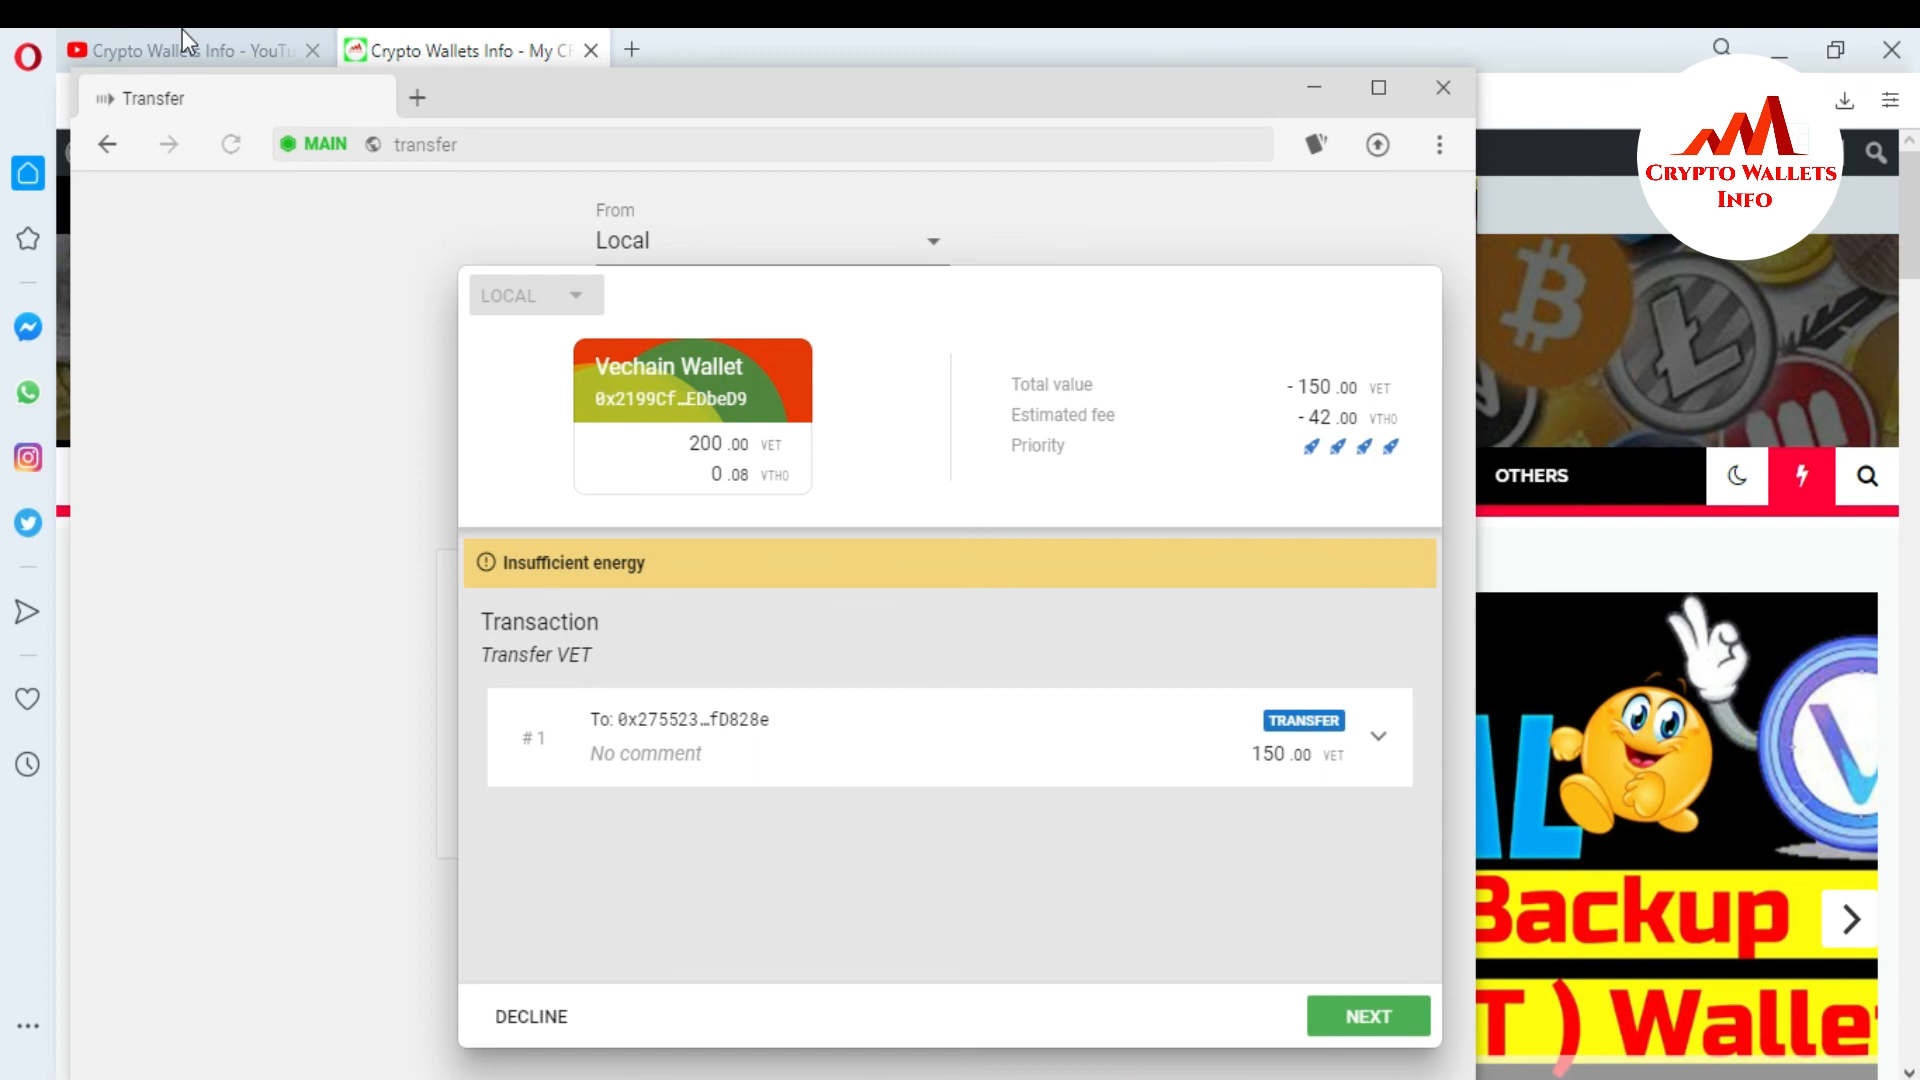 Crypto Wallets Info - YouTu
Crypto Wallets Info - My C
Transfer
MAIN transfer
CRYPTO WALLETS
INFO
From
Local
LOCAL
Vechain Wallet
0x2199Cf…EDbeD9
200 .00 VET
0 .08 VTHO
Total value - 150 .00 VET
Estimated fee - 42 .00 VTHO
Priority
OTHERS
Insufficient energy
Transaction
Transfer VET
# 1
To: 0x275523…fD828e
No comment
TRANSFER
150 .00 VET
DECLINE
NEXT
AL
Backup
T ) Wallet